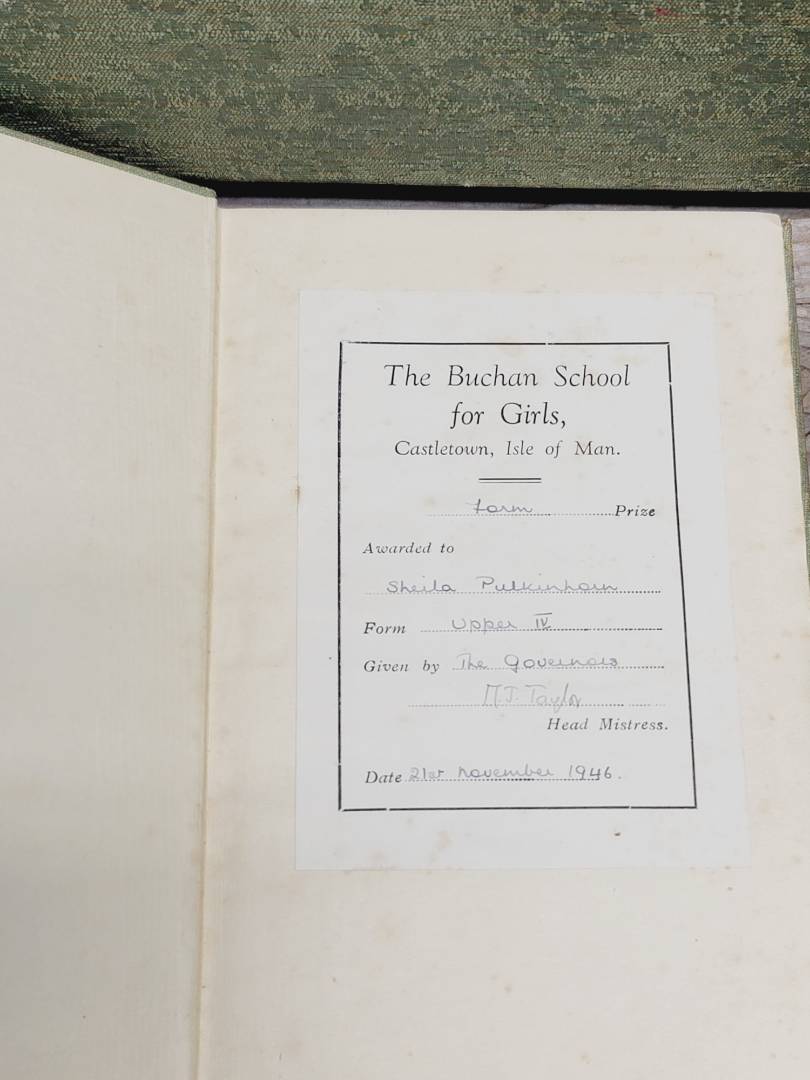 The Buchan School
for Girls,
Castletown, Isle of Man.
Form Prize
Awarded to
Sheila Pulkinhorn
Form Upper IV
Given by The Governors
M.J. Taylor
Head Mistress.
Date 21st November 1946.